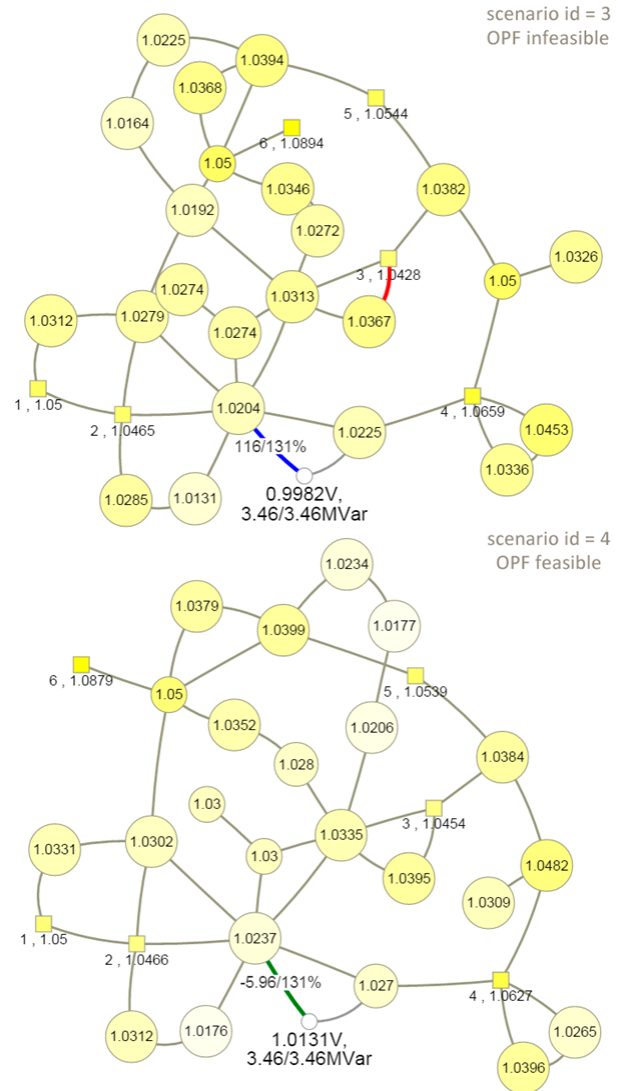 scenario id = 3
OPF infeasible
1.0225
1.0394
1.0368
5 , 1.0544
1.0164
6 , 1.0894
1.05
1.0346
1.0382
1.0192
1.0272
1.0326
3 , 1.0428
1.05
1.0274
1.0313
1.0312
1.0279
1.0274
1.0367
1 , 1.05
2 , 1.0465
1.0204
4 , 1.0659
1.0225
1.0453
116/131%
1.0336
1.0285
1.0131
0.9982V,
3.46/3.46MVar
scenario id = 4
OPF feasible
1.0234
1.0379
1.0399
1.0177
6 , 1.0879
5 , 1.0539
1.05
1.0352
1.0206
1.028
1.0384
1.03
3 , 1.0454
1.0335
1.0331
1.0302
1.03
1.0482
1.0395
1.0309
1 , 1.05
2 , 1.0466
1.0237
-5.96/131%
1.027
4 , 1.0627
1.0312
1.0176
1.0265
1.0131V,
3.46/3.46MVar
1.0396